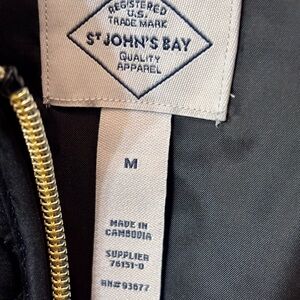 REGISTERED
U.S.
TRADE MARK
ST JOHN'S BAY
QUALITY
APPAREL
M
MADE IN
CAMBODIA
SUPPLIER
76151-0
RN#93677